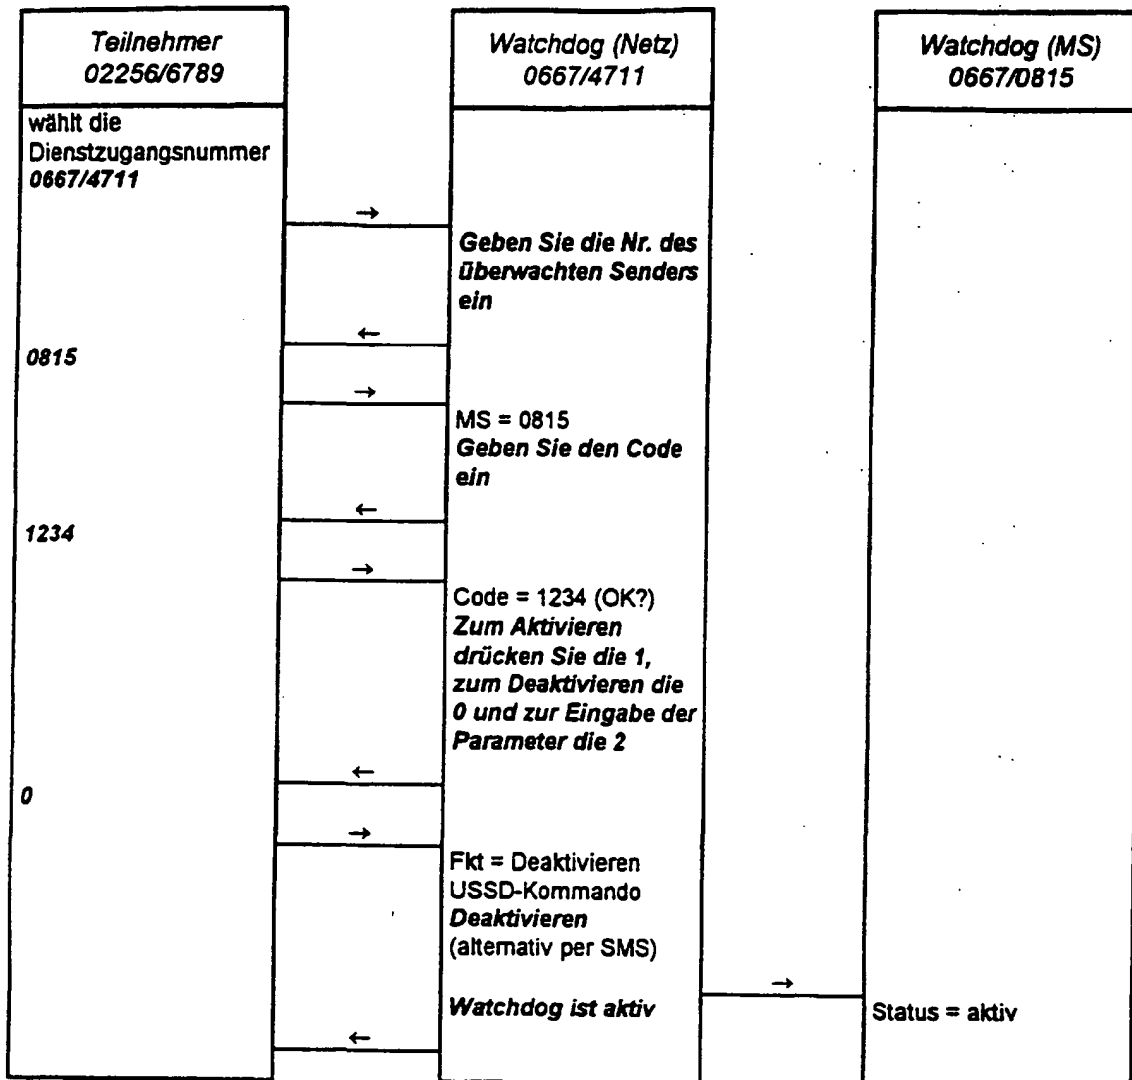 Teilnehmer
02256/6789
Watchdog (Netz)
0667/4711
Watchdog (MS)
0667/0815
wählt die
Dienstzugangsnummer
0667/4711
→
Geben Sie die Nr. des
überwachten Senders
ein
←
0815
→
MS = 0815
Geben Sie den Code
ein
←
1234
→
Code = 1234 (OK?)
Zum Aktivieren
drücken Sie die 1,
zum Deaktivieren die
0 und zur Eingabe der
Parameter die 2
←
0
→
Fkt = Deaktivieren
USSD-Kommando
Deaktivieren
(alternativ per SMS)
→
Watchdog ist aktiv
Status = aktiv
←